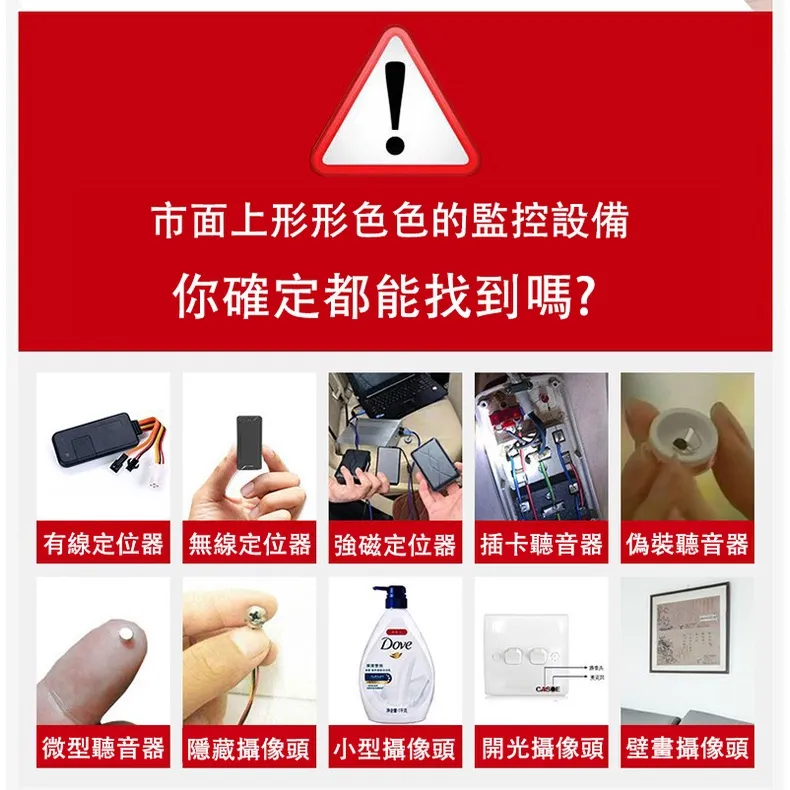 市面上形形色色的監控設備
你確定都能找到嗎?
有線定位器
無線定位器
強磁定位器
插卡聽音器
偽裝聽音器
Dove
微型聽音器
隱藏攝像頭
小型攝像頭
開光攝像頭
壁畫攝像頭